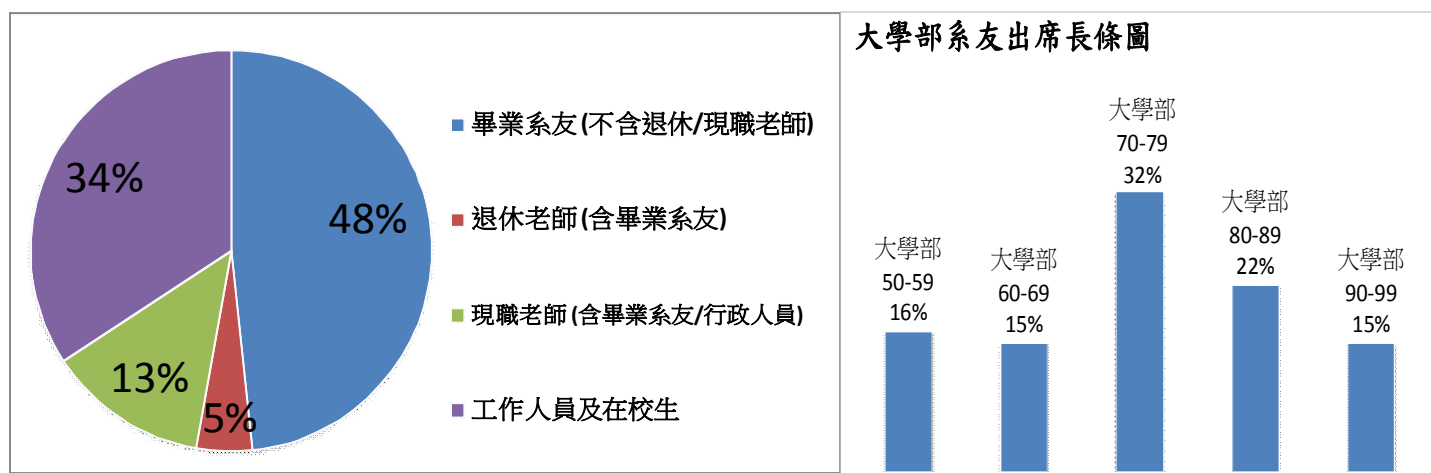 48%
5%
13%
34%
畢業系友(不含退休/現職老師)
退休老師(含畢業系友)
現職老師(含畢業系友/行政人員)
工作人員及在校生
大學部系友出席長條圖
大學部
50-59
16%
大學部
60-69
15%
大學部
70-79
32%
大學部
80-89
22%
大學部
90-99
15%